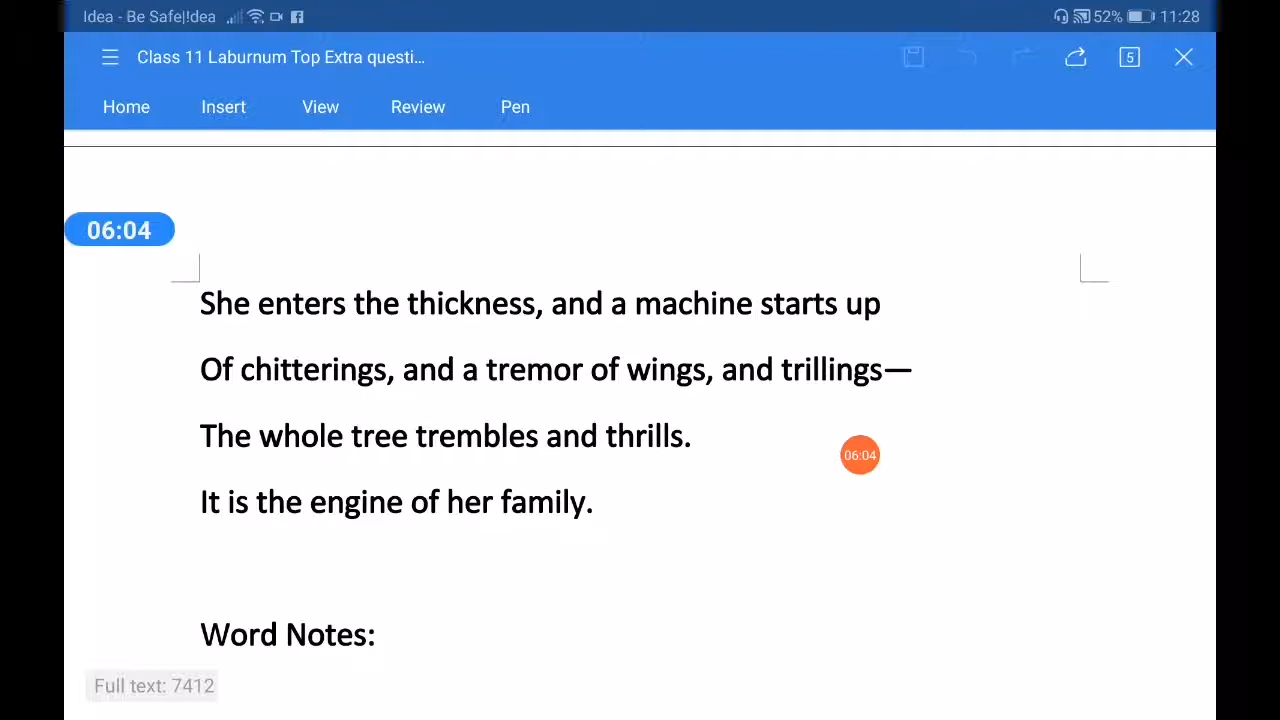 Idea - Be Safe|!dea 52% 11:28
Class 11 Laburnum Top Extra questi... 5
Home Insert View Review Pen
06:04
She enters the thickness, and a machine starts up
Of chitterings, and a tremor of wings, and trillings—
The whole tree trembles and thrills.
06:04
It is the engine of her family.
Word Notes:
Full text: 7412